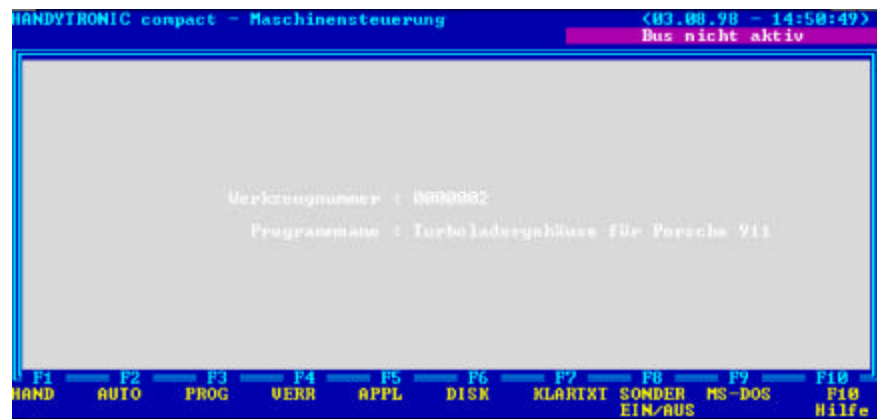 HANDYTRONIC compact - Maschinensteuerung <03.08.98 - 14:50:49>
Bus nicht aktiv
Werkzeugnummer : 0000002
Programmname : Turboladergehäuse für Porsche 911
F1 F2 F3 F4 F5 F6 F7 F8 F9 F10
HAND AUTO PROG VERR APPL DISK KLARTXT SONDER MS-DOS F10
EIN/AUS Hilfe